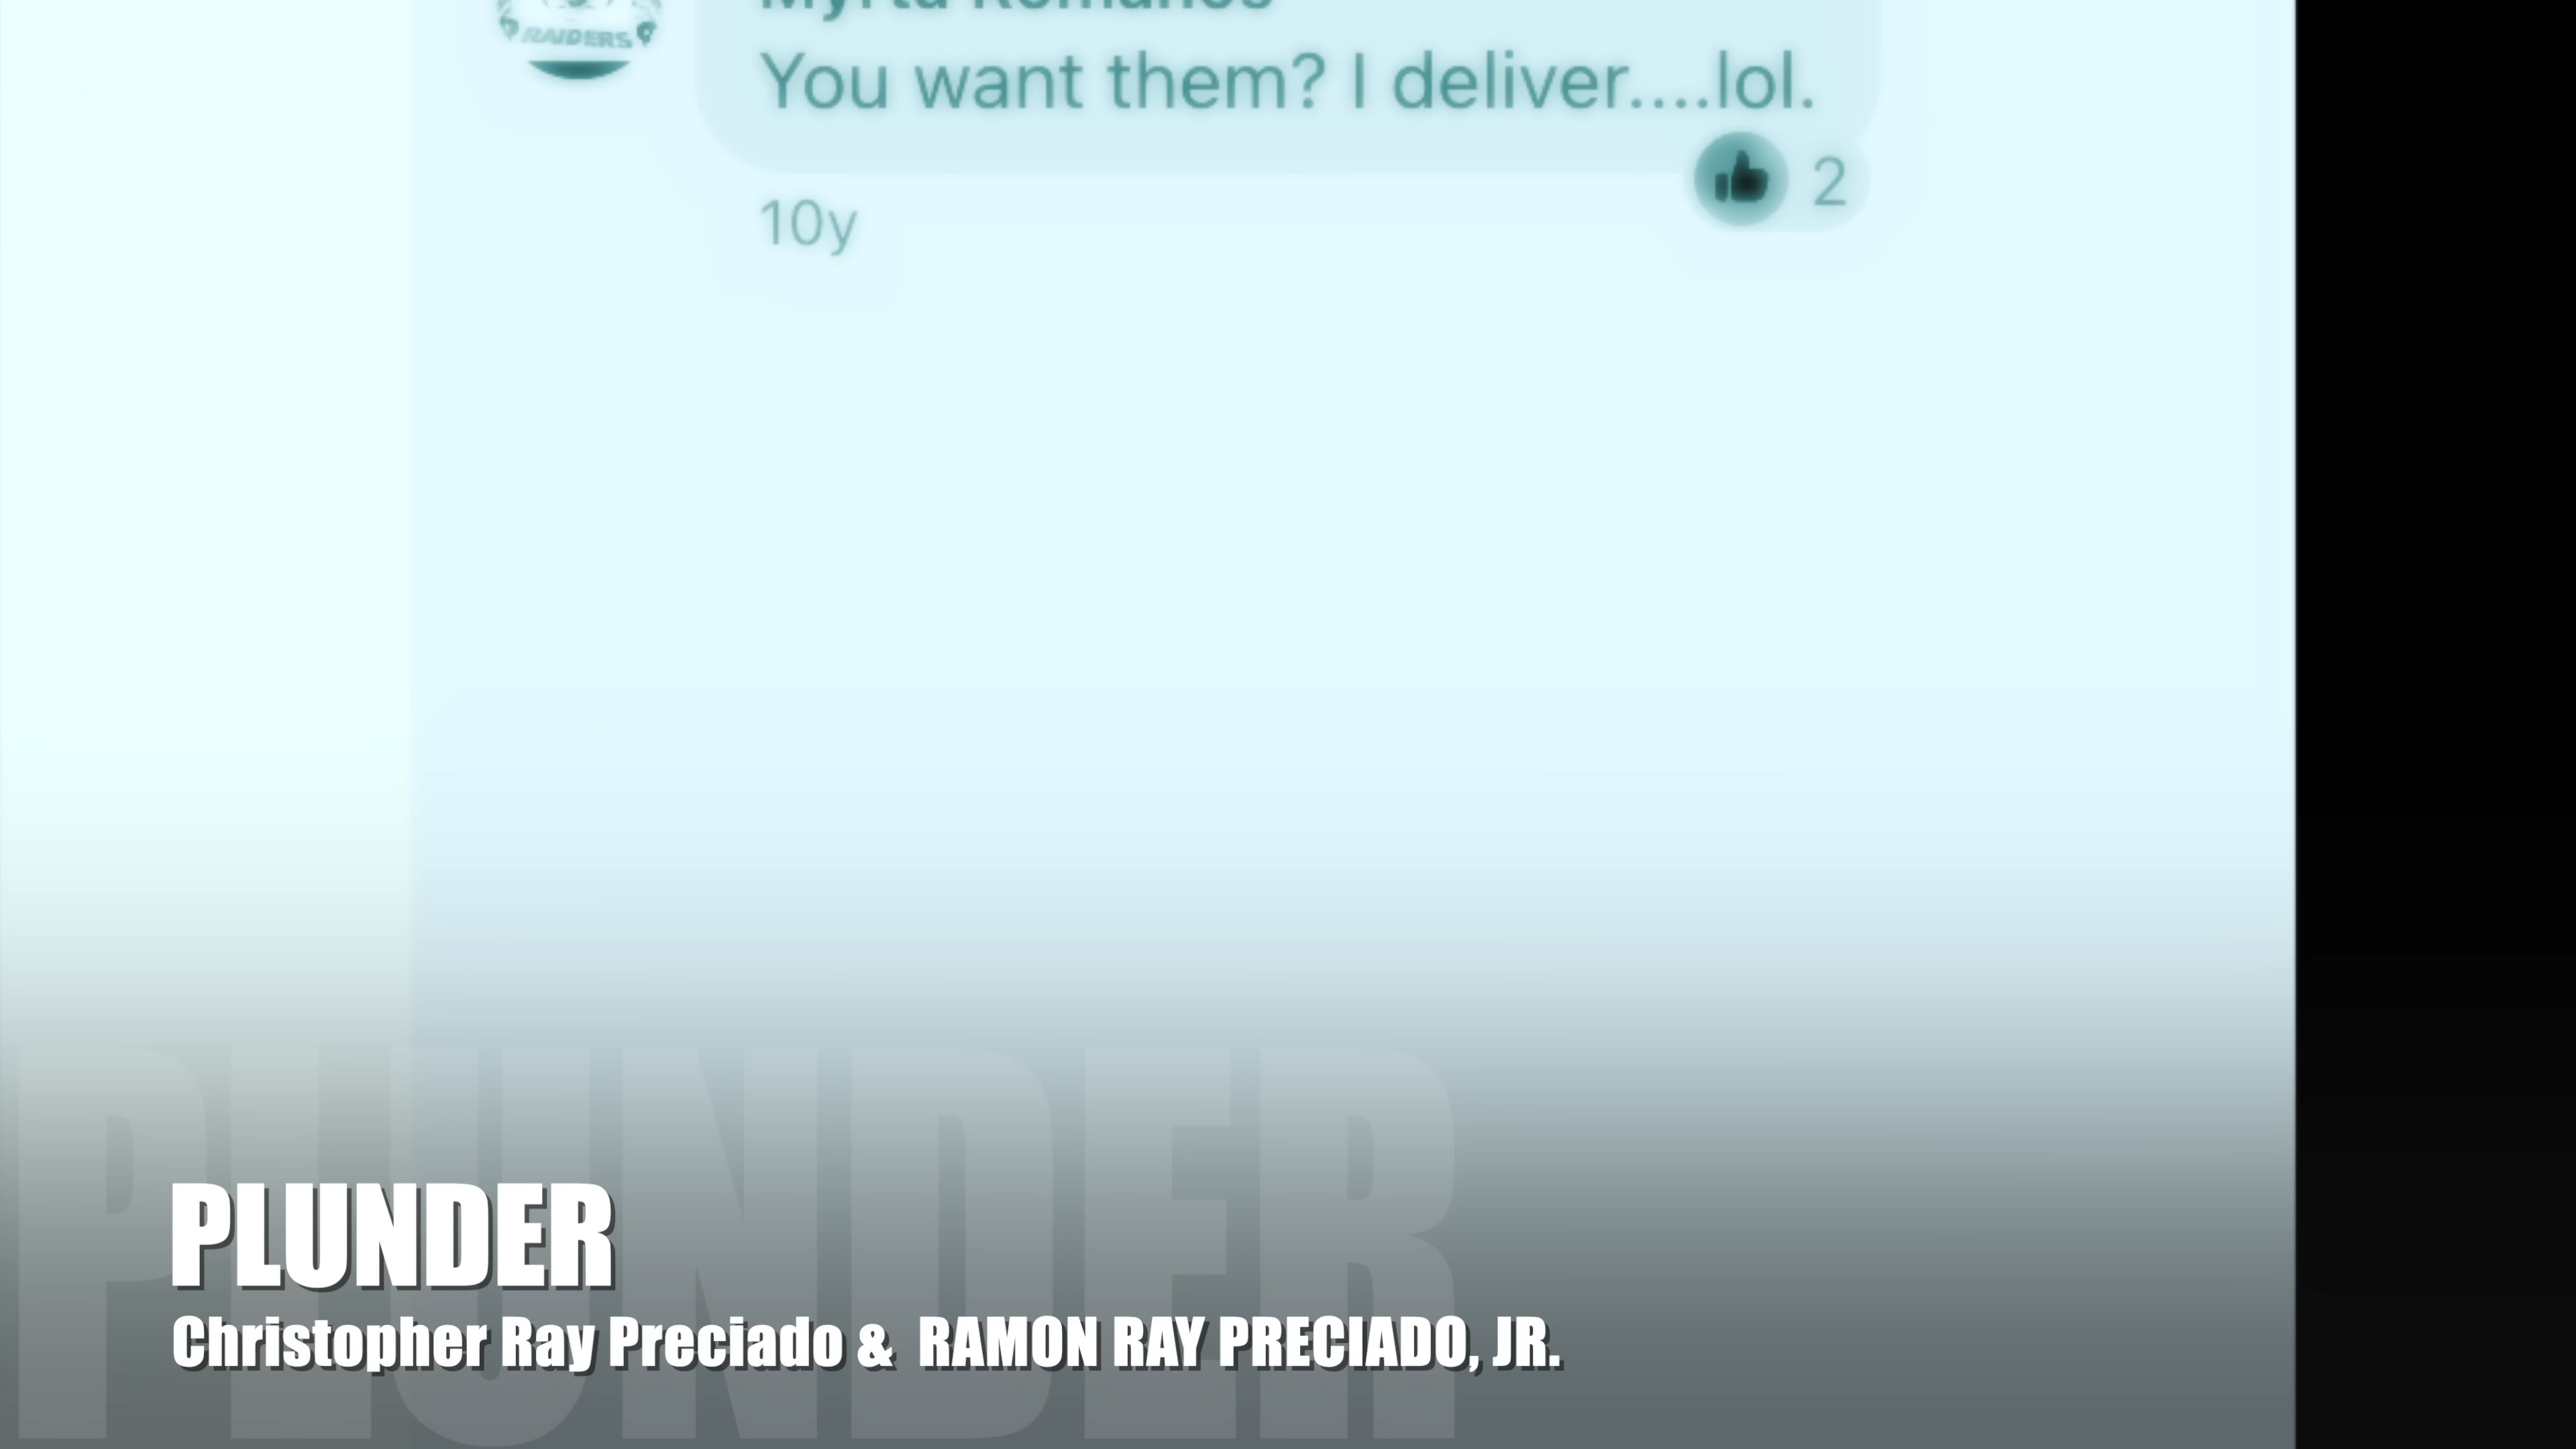 RAIDERS
You want them? I deliver....lol.
2
10y
PLUNDER
PLUNDER
Christopher Ray Preciado & RAMON RAY PRECIADO, JR.